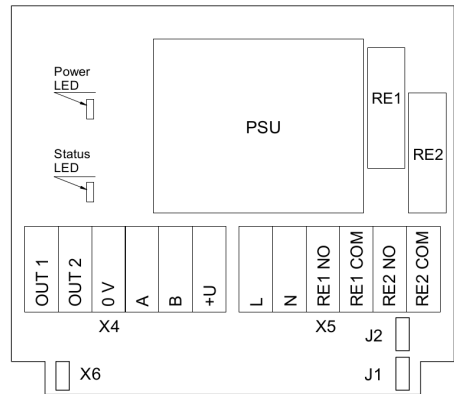 Power
LED
RE1
PSU
RE2
Status
LED
OUT 1
OUT 2
0 V
A
B
+U
L
N
RE1 NO
RE1 COM
RE2 NO
RE2 COM
X4
X5
J2
X6
J1